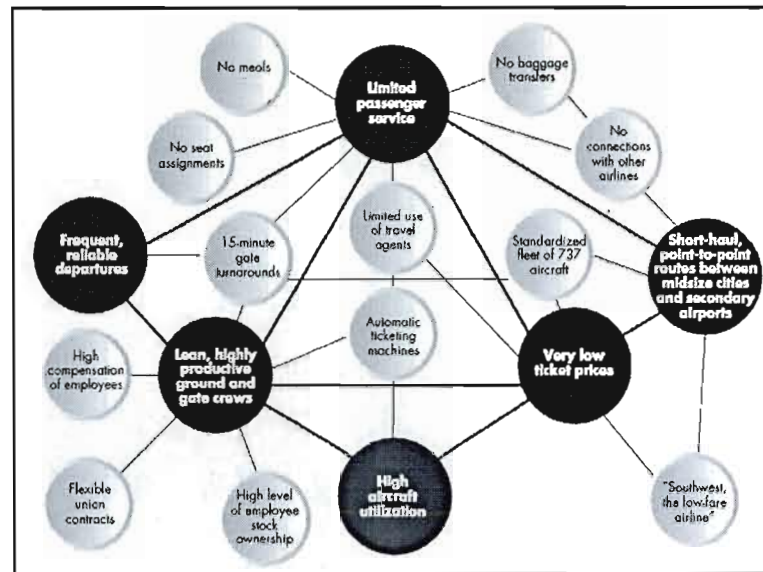 No meals
Limited
passenger
service
No baggage
transfers
No seat
assignments
No
connections
with other
airlines
Frequent,
reliable
departures
15-minute
gate
turnarounds
Limited use
of travel
agents
Standardized
fleet of 737
aircraft
Short-haul,
point-to-point
routes between
midsize cities
and secondary
airports
High
compensation
of employees
Lean, highly
productive
ground and
gate crews
Automatic
ticketing
machines
Very low
ticket prices
Flexible
union
contracts
High level
of employee
stock
ownership
High
aircraft
utilization
"Southwest,
the low-fare
airline"